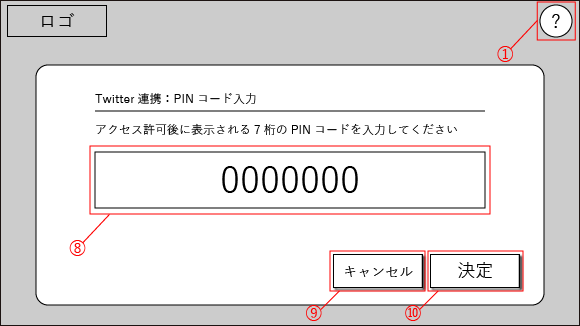 ロゴ
?
①
Twitter 連携：PIN コード入力
アクセス許可後に表示される 7 桁の PIN コードを入力してください
0000000
⑧
キャンセル
決定
⑨
⑩